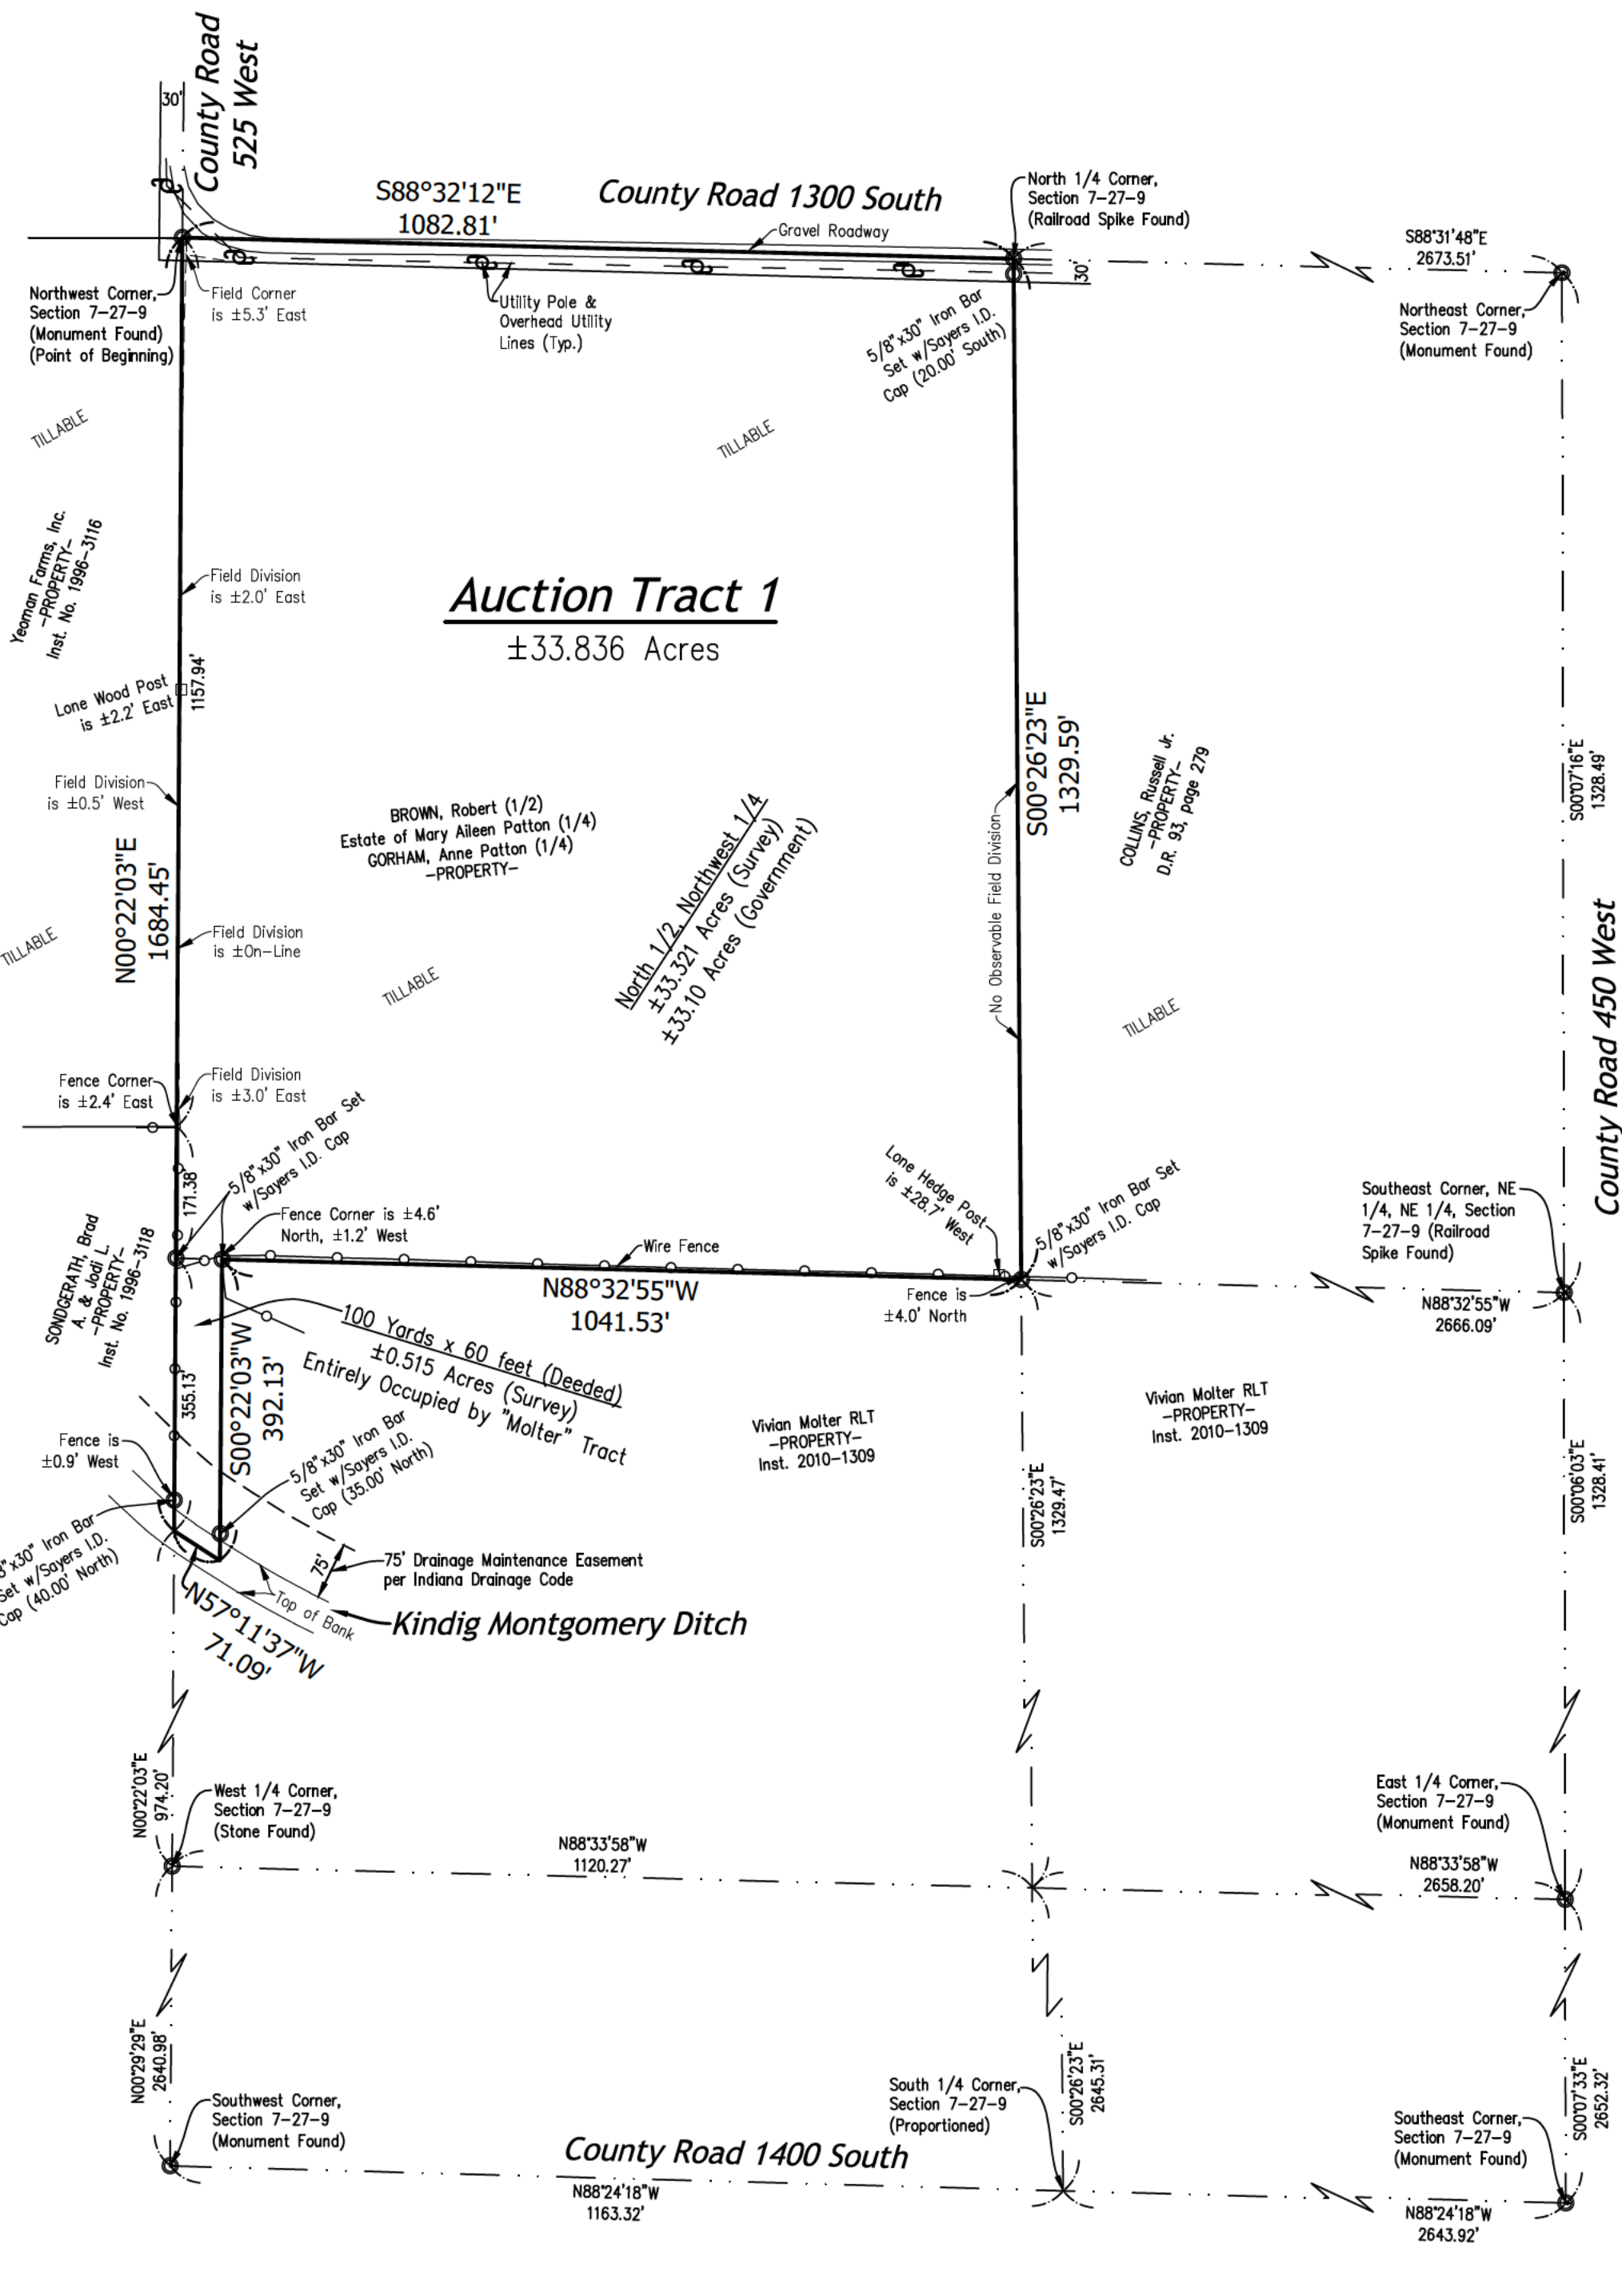 County Road
525 West
30'
S88°32'12"E
1082.81'
County Road 1300 South
Gravel Roadway
North 1/4 Corner,
Section 7-27-9
(Railroad Spike Found)
S88°31'48"E
2673.51'
30'
Northwest Corner,
Section 7-27-9
(Monument Found)
(Point of Beginning)
Field Corner
is ±5.3' East
Utility Pole &
Overhead Utility
Lines (Typ.)
5/8"x30" Iron Bar
Set w/Sayers I.D.
Cap (20.00' South)
Northeast Corner,
Section 7-27-9
(Monument Found)
TILLABLE
TILLABLE
Yeoman Farms, Inc.
-PROPERTY-
Inst. No. 1996-3116
Field Division
is ±2.0' East
Auction Tract 1
±33.836 Acres
Lone Wood Post
is ±2.2' East
1157.94'
S00°26'23"E
1329.59'
COLLINS, Russell Jr.
-PROPERTY-
D.R. 93, page 279
S00°07'16"E
1328.49'
Field Division
is ±0.5' West
BROWN, Robert (1/2)
Estate of Mary Aileen Patton (1/4)
GORHAM, Anne Patton (1/4)
-PROPERTY-
North 1/2, Northwest 1/4
±33.321 Acres (Survey)
±33.10 Acres (Government)
No Observable Field Division
N00°22'03"E
1684.45'
TILLABLE
Field Division
is ±On-Line
TILLABLE
TILLABLE
County Road 450 West
Fence Corner
is ±2.4' East
Field Division
is ±3.0' East
171.38'
5/8"x30" Iron Bar Set
w/Sayers I.D. Cap
Fence Corner is ±4.6'
North, ±1.2' West
Wire Fence
Lone Hedge Post
is ±28.7' West
5/8"x30" Iron Bar Set
w/Sayers I.D. Cap
Southeast Corner, NE
1/4, NE 1/4, Section
7-27-9 (Railroad
Spike Found)
SONDGERATH, Brad
A. & Jodi L.
-PROPERTY-
Inst. No. 1996-3118
N88°32'55"W
1041.53'
Fence is
±4.0' North
N88°32'55"W
2666.09'
100 Yards x 60 feet (Deeded)
±0.515 Acres (Survey)
Entirely Occupied by "Molter" Tract
355.13'
S00°22'03"W
392.13'
Vivian Molter RLT
-PROPERTY-
Inst. 2010-1309
Vivian Molter RLT
-PROPERTY-
Inst. 2010-1309
Fence is
±0.9' West
5/8"x30" Iron Bar
Set w/Sayers I.D.
Cap (35.00' North)
S00°26'23"E
1329.47'
S00°06'03"E
1328.41'
8"x30" Iron Bar
Set w/Sayers I.D.
Cap (40.00' North)
75'
75' Drainage Maintenance Easement
per Indiana Drainage Code
Top of Bank
Kindig Montgomery Ditch
N57°11'37"W
71.09'
N00°22'03"E
974.20'
West 1/4 Corner,
Section 7-27-9
(Stone Found)
East 1/4 Corner,
Section 7-27-9
(Monument Found)
N88°33'58"W
1120.27'
N88°33'58"W
2658.20'
N00°29'29"E
2640.98'
Southwest Corner,
Section 7-27-9
(Monument Found)
South 1/4 Corner,
Section 7-27-9
(Proportioned)
S00°26'23"E
2645.31'
S00°07'33"E
2652.32'
Southeast Corner,
Section 7-27-9
(Monument Found)
County Road 1400 South
N88°24'18"W
1163.32'
N88°24'18"W
2643.92'